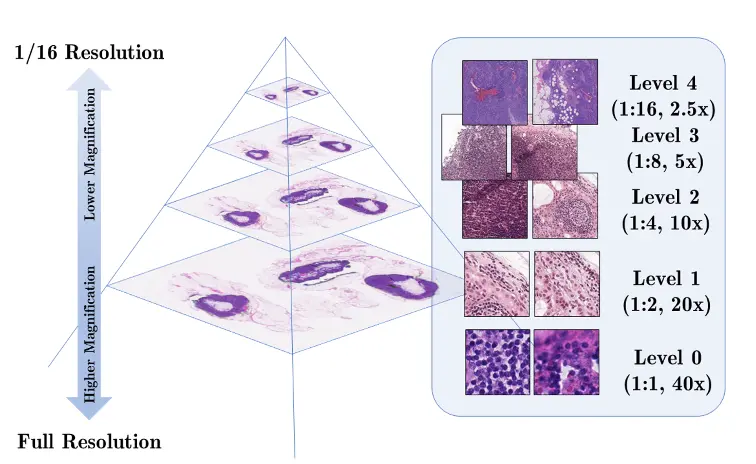 1/16 Resolution
Lower Magnification
Higher Magnification
Full Resolution
Level 4
(1:16, 2.5x)
Level 3
(1:8, 5x)
Level 2
(1:4, 10x)
Level 1
(1:2, 20x)
Level 0
(1:1, 40x)